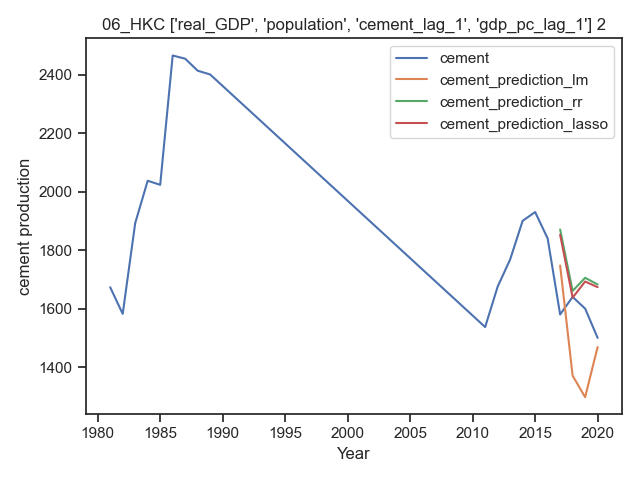 06_HKC ['real_GDP', 'population', 'cement_lag_1', 'gdp_pc_lag_1'] 2
cement
cement_prediction_lm
cement_prediction_rr
cement_prediction_lasso
cement production
2400
2200
2000
1800
1600
1400
1980 1985 1990 1995 2000 2005 2010 2015 2020
Year